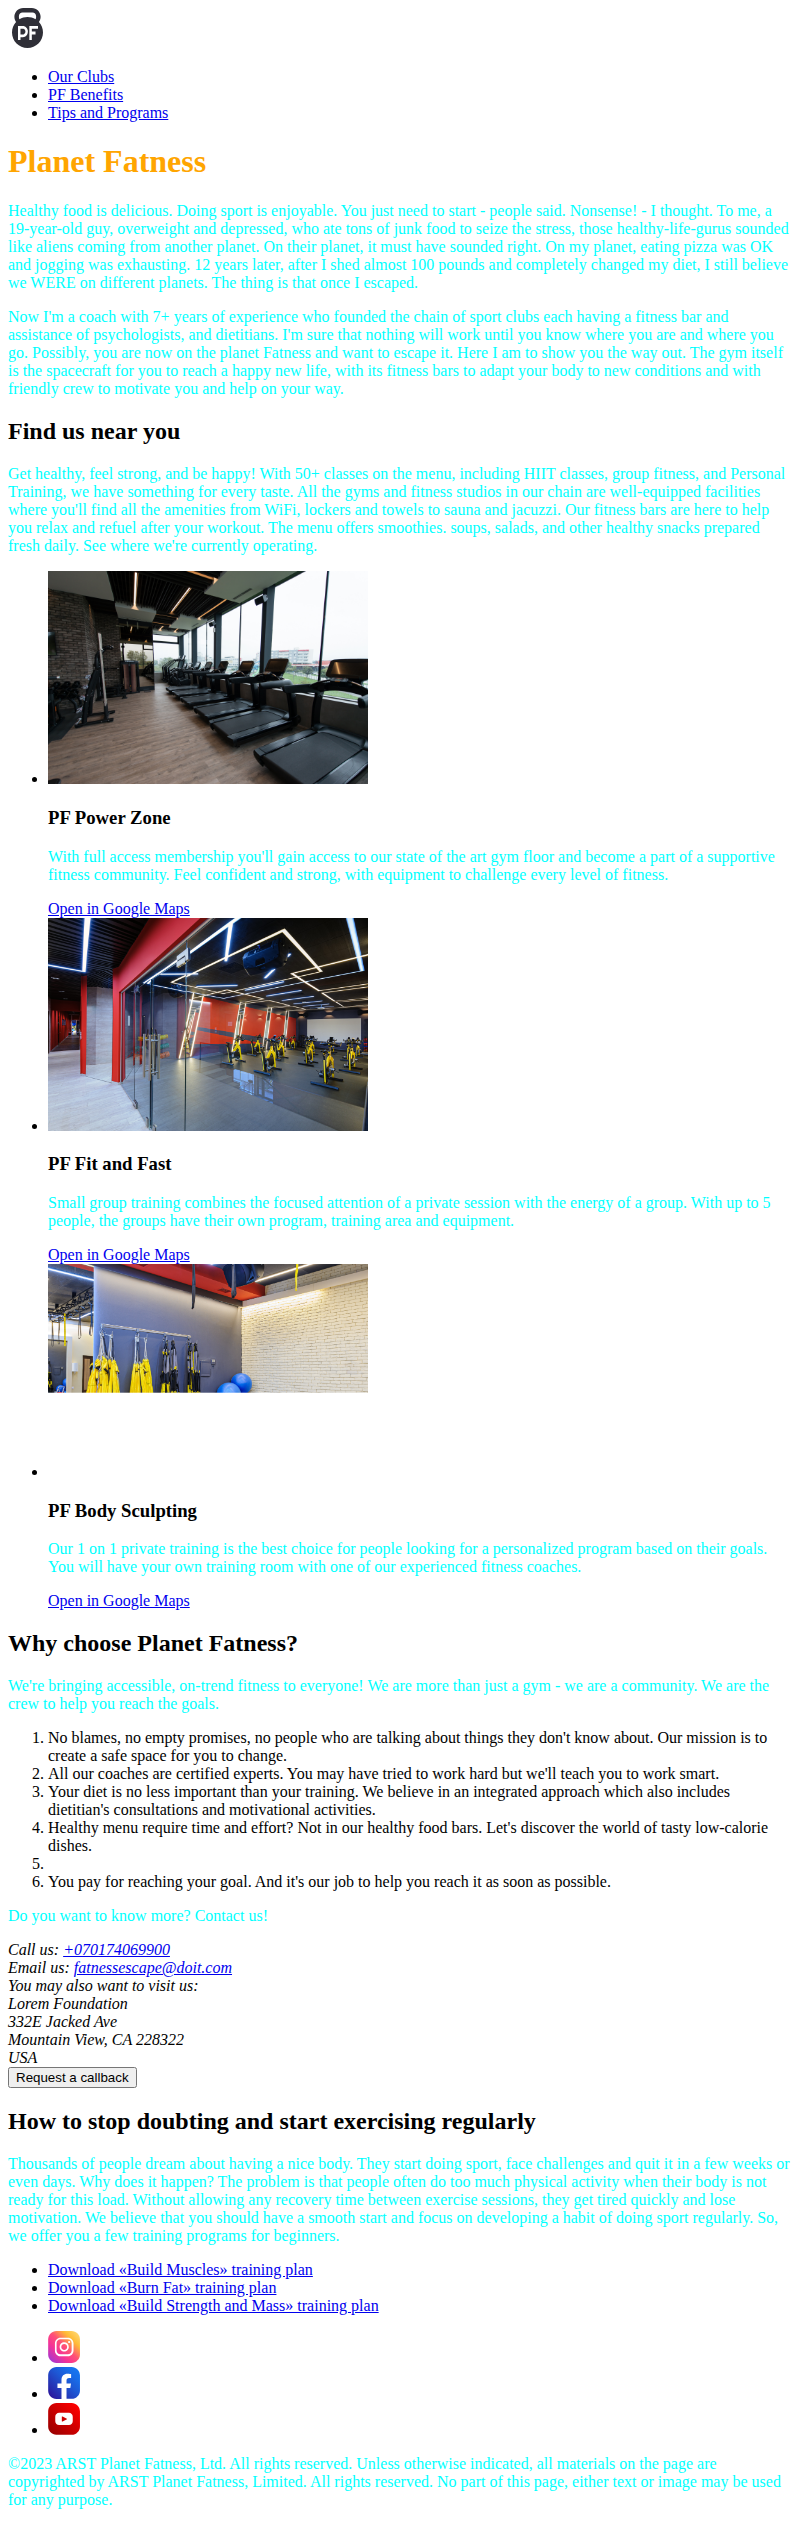 PF
Our Clubs
PF Benefits
Tips and Programs
Planet Fatness
Healthy food is delicious. Doing sport is enjoyable. You just need to start - people said. Nonsense! - I thought. To me, a
19-year-old guy, overweight and depressed, who ate tons of junk food to seize the stress, those healthy-life-gurus sounded
like aliens coming from another planet. On their planet, it must have sounded right. On my planet, eating pizza was OK
and jogging was exhausting. 12 years later, after I shed almost 100 pounds and completely changed my diet, I still believe
we WERE on different planets. The thing is that once I escaped.
Now I'm a coach with 7+ years of experience who founded the chain of sport clubs each having a fitness bar and
assistance of psychologists, and dietitians. I'm sure that nothing will work until you know where you are and where you
go. Possibly, you are now on the planet Fatness and want to escape it. Here I am to show you the way out. The gym itself
is the spacecraft for you to reach a happy new life, with its fitness bars to adapt your body to new conditions and with
friendly crew to motivate you and help on your way.
Find us near you
Get healthy, feel strong, and be happy! With 50+ classes on the menu, including HIIT classes, group fitness, and Personal
Training, we have something for every taste. All the gyms and fitness studios in our chain are well-equipped facilities
where you'll find all the amenities from WiFi, lockers and towels to sauna and jacuzzi. Our fitness bars are here to help
you relax and refuel after your workout. The menu offers smoothies. soups, salads, and other healthy snacks prepared
fresh daily. See where we're currently operating.
PF Power Zone
With full access membership you'll gain access to our state of the art gym floor and become a part of a supportive
fitness community. Feel confident and strong, with equipment to challenge every level of fitness.
Open in Google Maps
PF Fit and Fast
Small group training combines the focused attention of a private session with the energy of a group. With up to 5
people, the groups have their own program, training area and equipment.
Open in Google Maps
PF Body Sculpting
Our 1 on 1 private training is the best choice for people looking for a personalized program based on their goals.
You will have your own training room with one of our experienced fitness coaches.
Open in Google Maps
Why choose Planet Fatness?
We're bringing accessible, on-trend fitness to everyone! We are more than just a gym - we are a community. We are the
crew to help you reach the goals.
1. No blames, no empty promises, no people who are talking about things they don't know about. Our mission is to
create a safe space for you to change.
2. All our coaches are certified experts. You may have tried to work hard but we'll teach you to work smart.
3. Your diet is no less important than your training. We believe in an integrated approach which also includes
dietitian's consultations and motivational activities.
4. Healthy menu require time and effort? Not in our healthy food bars. Let's discover the world of tasty low-calorie
dishes.
5.
6. You pay for reaching your goal. And it's our job to help you reach it as soon as possible.
Do you want to know more? Contact us!
Call us: +070174069900
Email us: fatnessescape@doit.com
You may also want to visit us:
Lorem Foundation
332E Jacked Ave
Mountain View, CA 228322
USA
Request a callback
How to stop doubting and start exercising regularly
Thousands of people dream about having a nice body. They start doing sport, face challenges and quit it in a few weeks or
even days. Why does it happen? The problem is that people often do too much physical activity when their body is not
ready for this load. Without allowing any recovery time between exercise sessions, they get tired quickly and lose
motivation. We believe that you should have a smooth start and focus on developing a habit of doing sport regularly. So,
we offer you a few training programs for beginners.
Download «Build Muscles» training plan
Download «Burn Fat» training plan
Download «Build Strength and Mass» training plan
©2023 ARST Planet Fatness, Ltd. All rights reserved. Unless otherwise indicated, all materials on the page are
copyrighted by ARST Planet Fatness, Limited. All rights reserved. No part of this page, either text or image may be used
for any purpose.